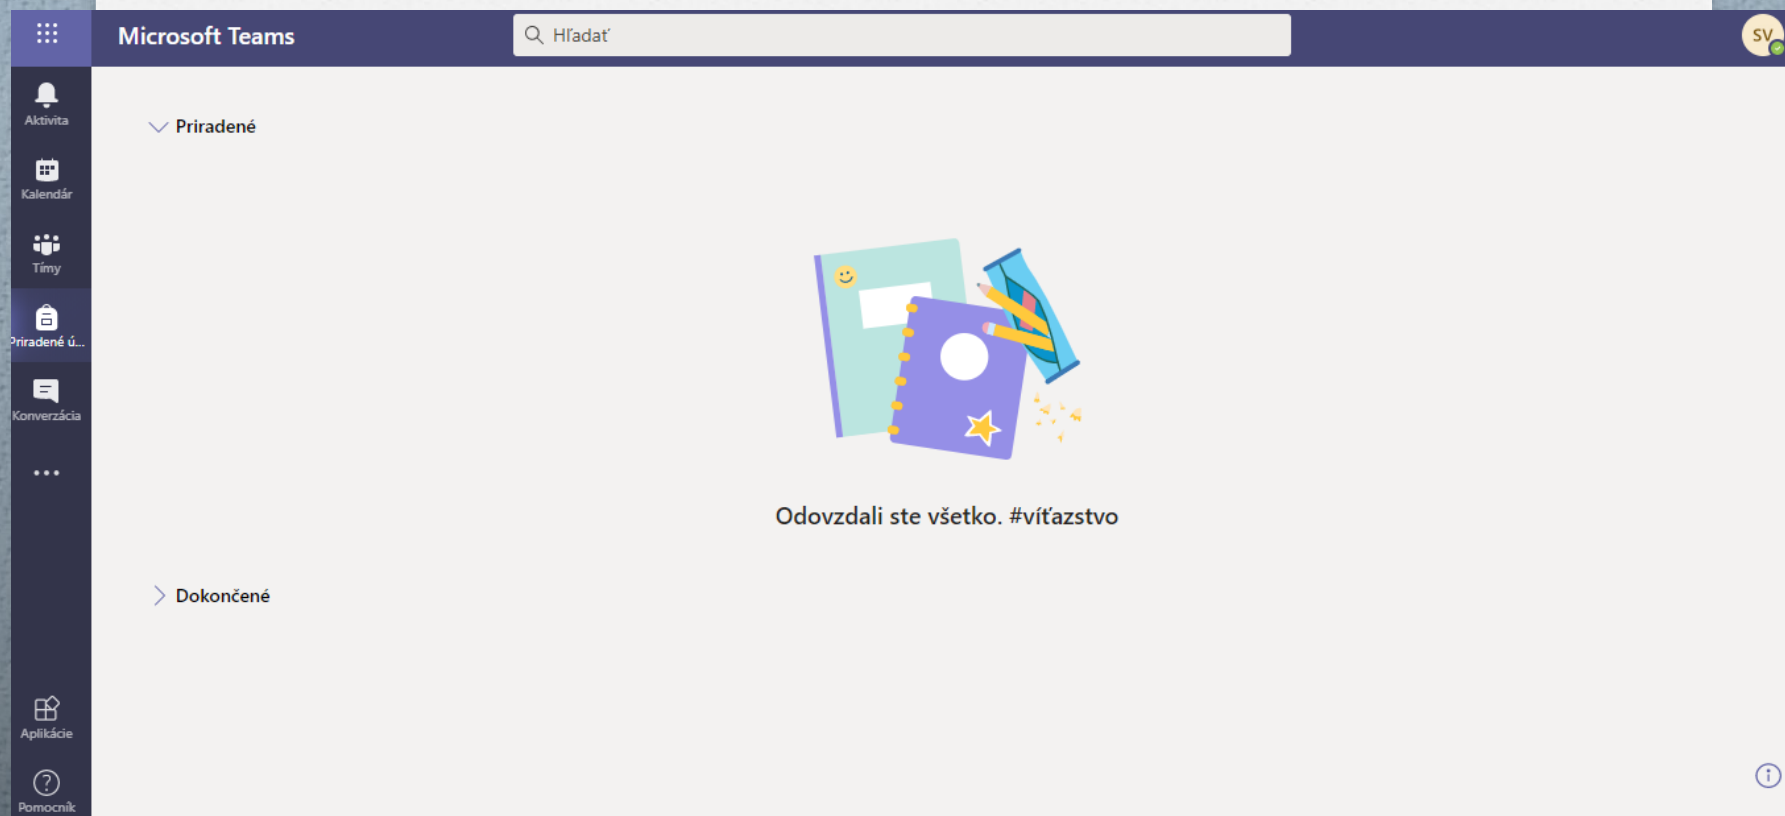 Microsoft Teams
Hľadať
SV
Aktivita
Kalendár
Tímy
Priradené ú...
Konverzácia
Priradené
Odovzdali ste všetko. #víťazstvo
Dokončené
Aplikácie
Pomocník